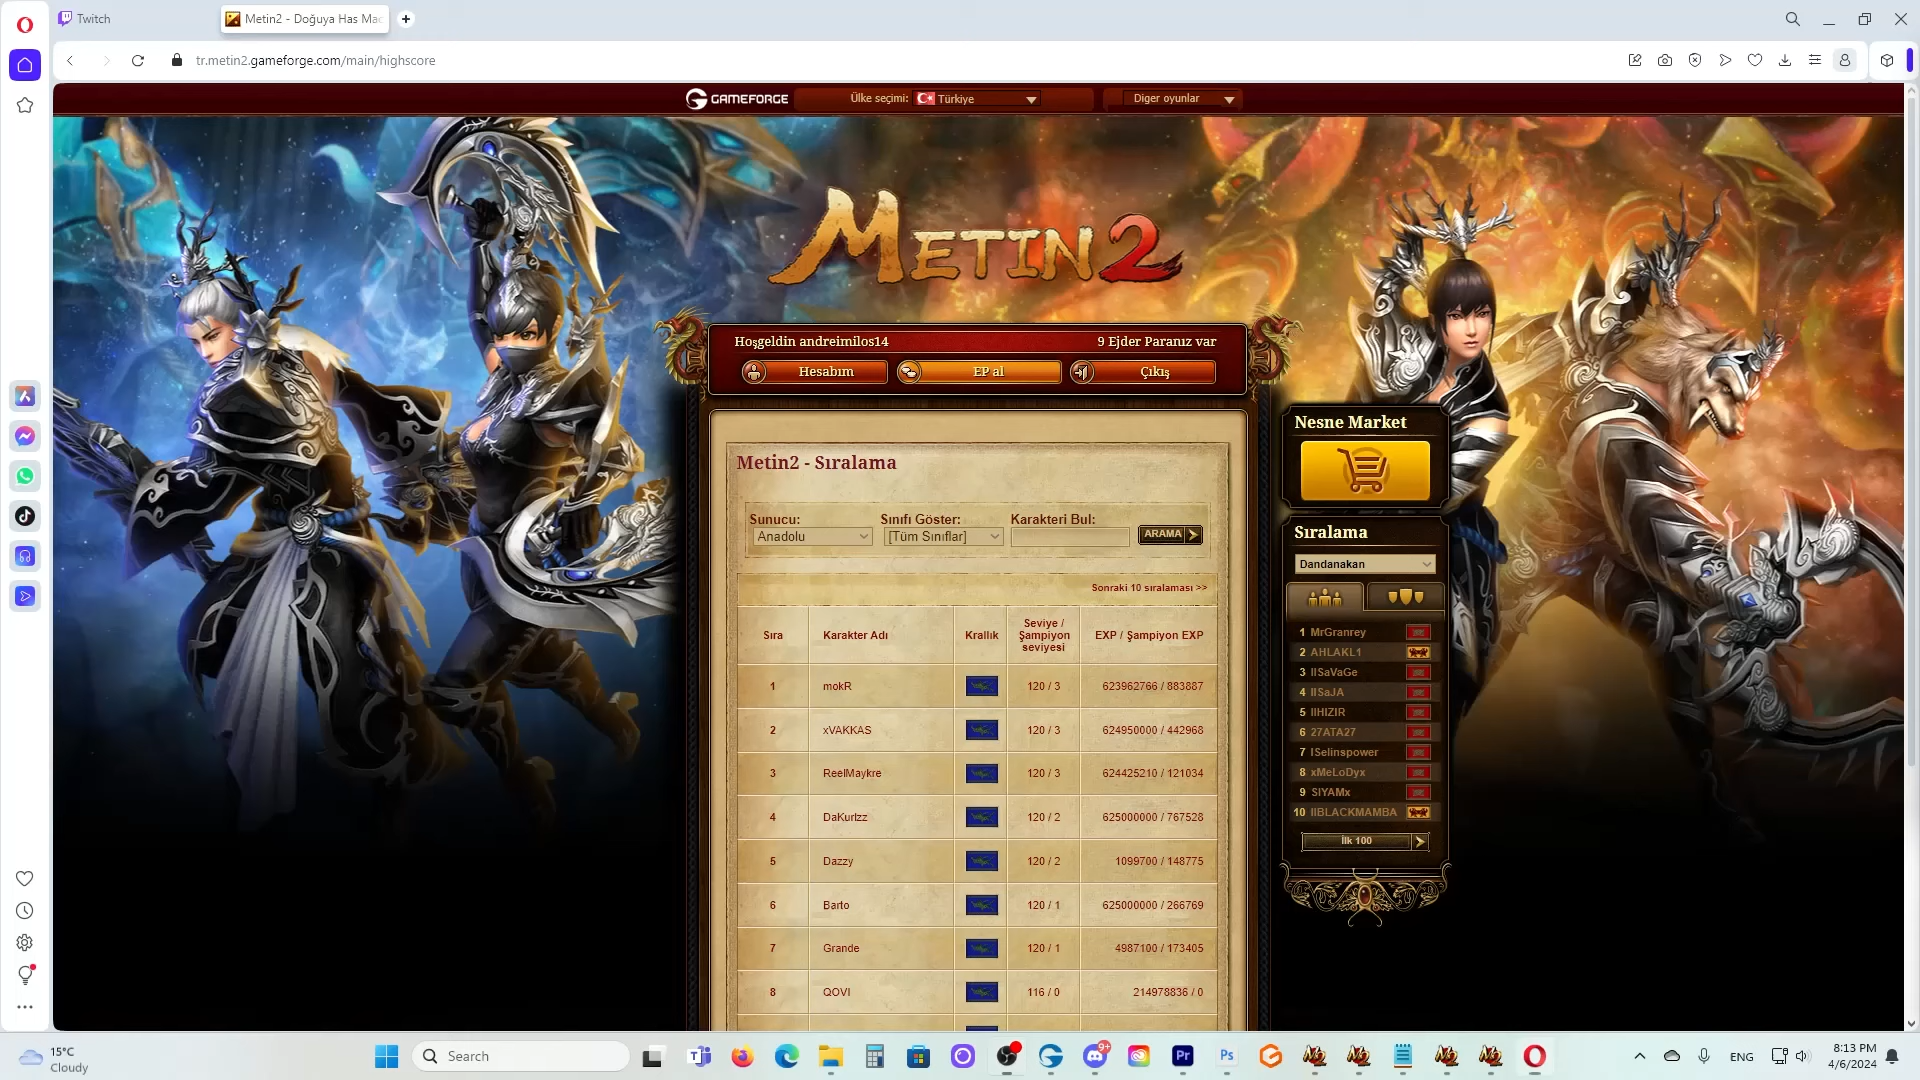 Twitch
Metin2 - Doğuya Has Mac
tr.metin2.gameforge.com/main/highscore
GAMEFORGE
Ülke seçimi:
Türkiye
Diger oyunlar
METIN2
Hoşgeldin andreimilos14
9 Ejder Paranız var
Hesabım
EP al
Çıkış
Metin2 - Sıralama
Sunucu:
Sınıfı Göster:
Karakteri Bul:
Anadolu
[Tüm Sınıflar]
ARAMA
Sonraki 10 sıralaması >>
Sıra
Karakter Adı
Krallık
Seviye /
Şampiyon
seviyesi
EXP / Şampiyon EXP
1 mokR 120 / 3 623962766 / 883887
2 xVAKKAS 120 / 3 624950000 / 442968
3 ReelMaykre 120 / 3 624425210 / 121034
4 DaKurlzz 120 / 2 625000000 / 767528
5 Dazzy 120 / 2 1099700 / 148775
6 Barto 120 / 1 625000000 / 266769
7 Grande 120 / 1 4987100 / 173405
8 QOVI 116 / 0 214978836 / 0
Nesne Market
Sıralama
Dandanakan
1 MrGranrey
2 AHLAKL1
3 IISaVaGe
4 IISaJA
5 IIHIZIR
6 27ATA27
7 ISelinspower
8 xMeLoDyx
9 SIYAMx
10 IIBLACKMAMBA
İlk 100
15°C
Cloudy
Search
9+
Pr
Ps
ENG
8:13 PM
4/6/2024